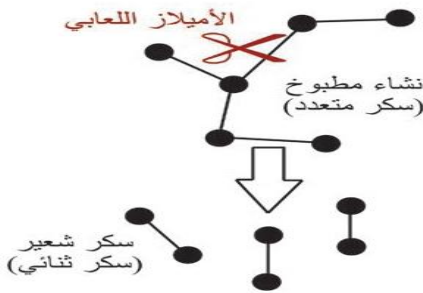 الأميلاز اللعابي
نشاء مطبوخ
(سكر متعدد)
سكر شعير
(سكر ثنائي)